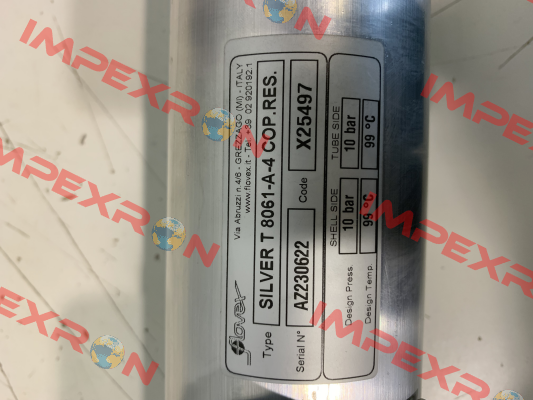 flovex
Via Abruzzi n.4/6 - GREZZAGO (MI) - ITALY
www.flovex.it - Tel. +39 02 920192.1
Type SILVER T 8061-A-4 COP.RES.
Serial N° AZ230622 Code X25497
SHELL SIDE TUBE SIDE
Design Press. 10 bar 10 bar
Design Temp. 99 °C 99 °C
IMPEXRON
IMPEXRON
IMPEXRON
IMPEXRON
IMPEXRON